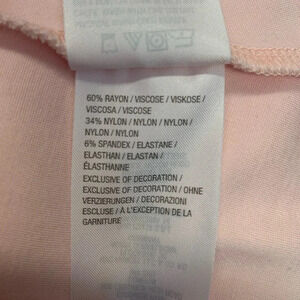 60% RAYON / VISCOSE / VISKOSE /
VISCOSA / VISCOSE
34% NYLON / NYLON / NYLON /
NYLON / NYLON
6% SPANDEX / ELASTANE /
ELASTHAN / ELASTAN /
ÉLASTHANNE
EXCLUSIVE OF DECORATION /
EXCLUSIVE OF DECORATION / OHNE
VERZIERUNGEN / DECORAZIONI
ESCLUSE / À L'EXCEPTION DE LA
GARNITURE